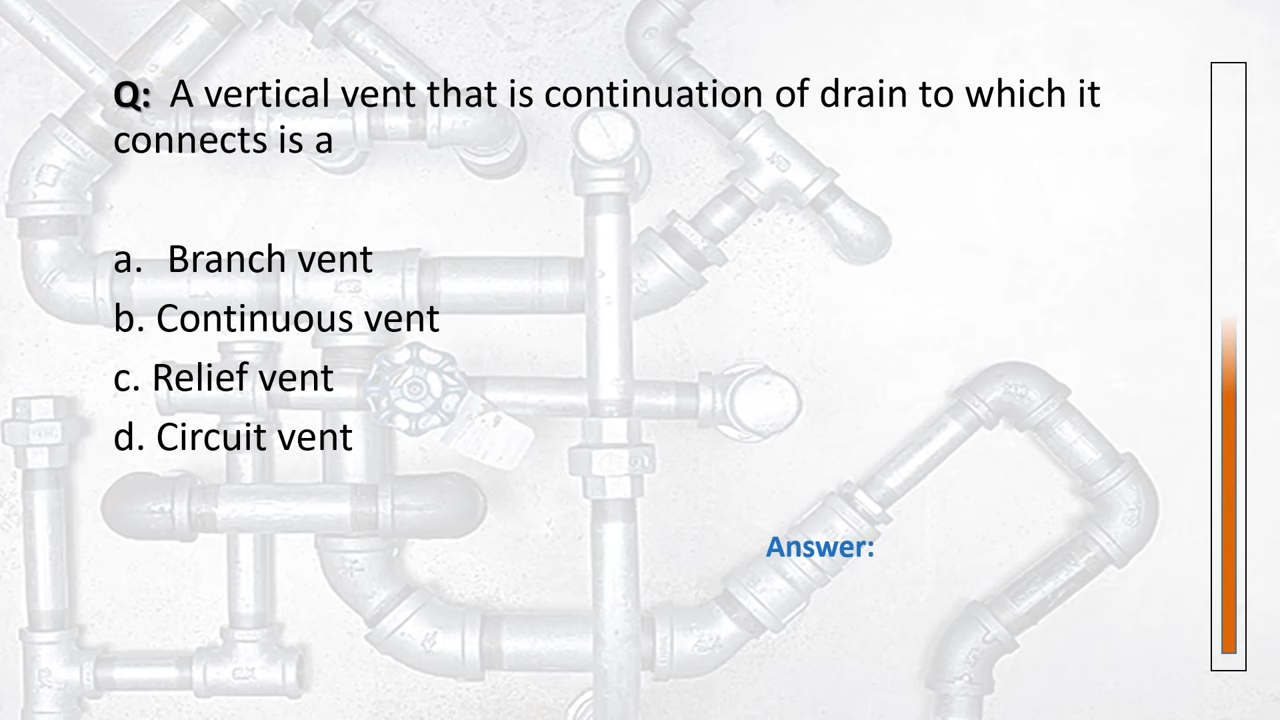 Q: A vertical vent that is continuation of drain to which it
connects is a
a. Branch vent
b. Continuous vent
c. Relief vent
d. Circuit vent
Answer: